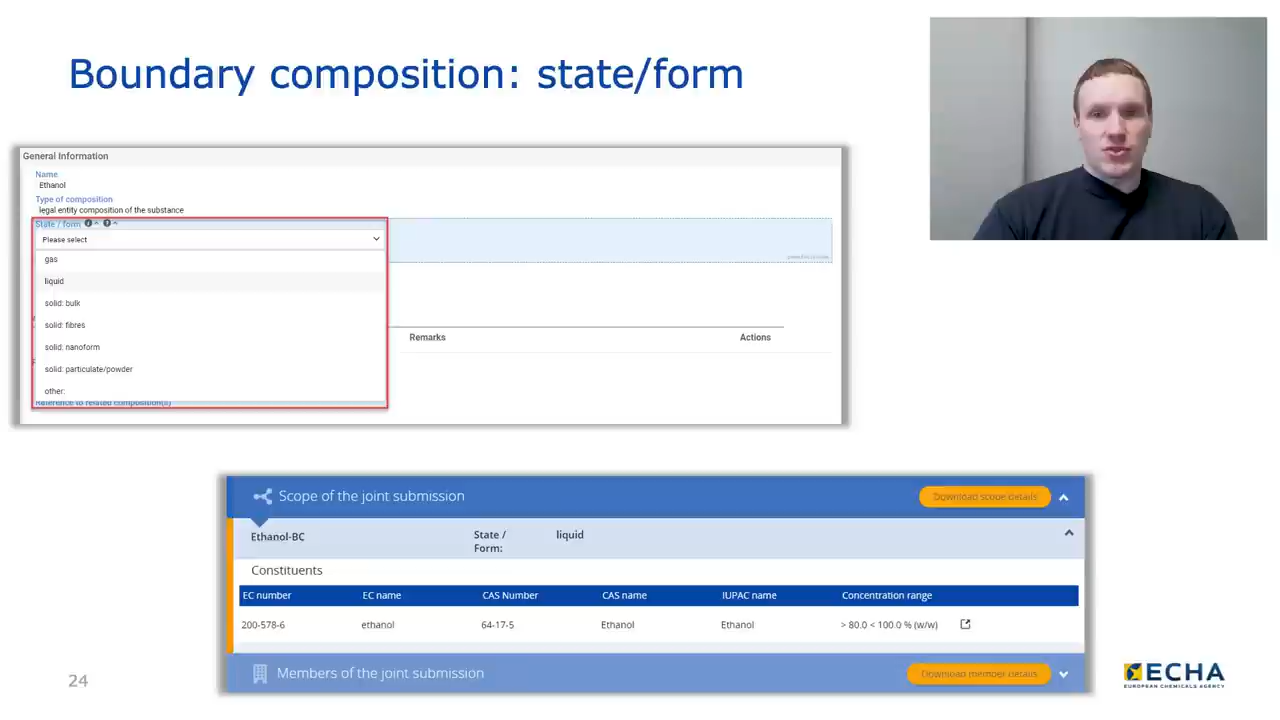 Boundary composition: state/form
General Information
Name
Ethanol
Type of composition
legal entity composition of the substance
State / form
Please select
gas
liquid
solid: bulk
solid: fibres
solid: nanoform
solid: particulate/powder
other:
Reference to related composition(s)
Remarks
Actions
Scope of the joint submission
Download scope details
Ethanol-BC
State / Form:
liquid
Constituents
EC number EC name CAS Number CAS name IUPAC name Concentration range
200-578-6 ethanol 64-17-5 Ethanol Ethanol > 80.0 < 100.0 % (w/w)
Members of the joint submission
Download member details
24
ECHA
EUROPEAN CHEMICALS AGENCY